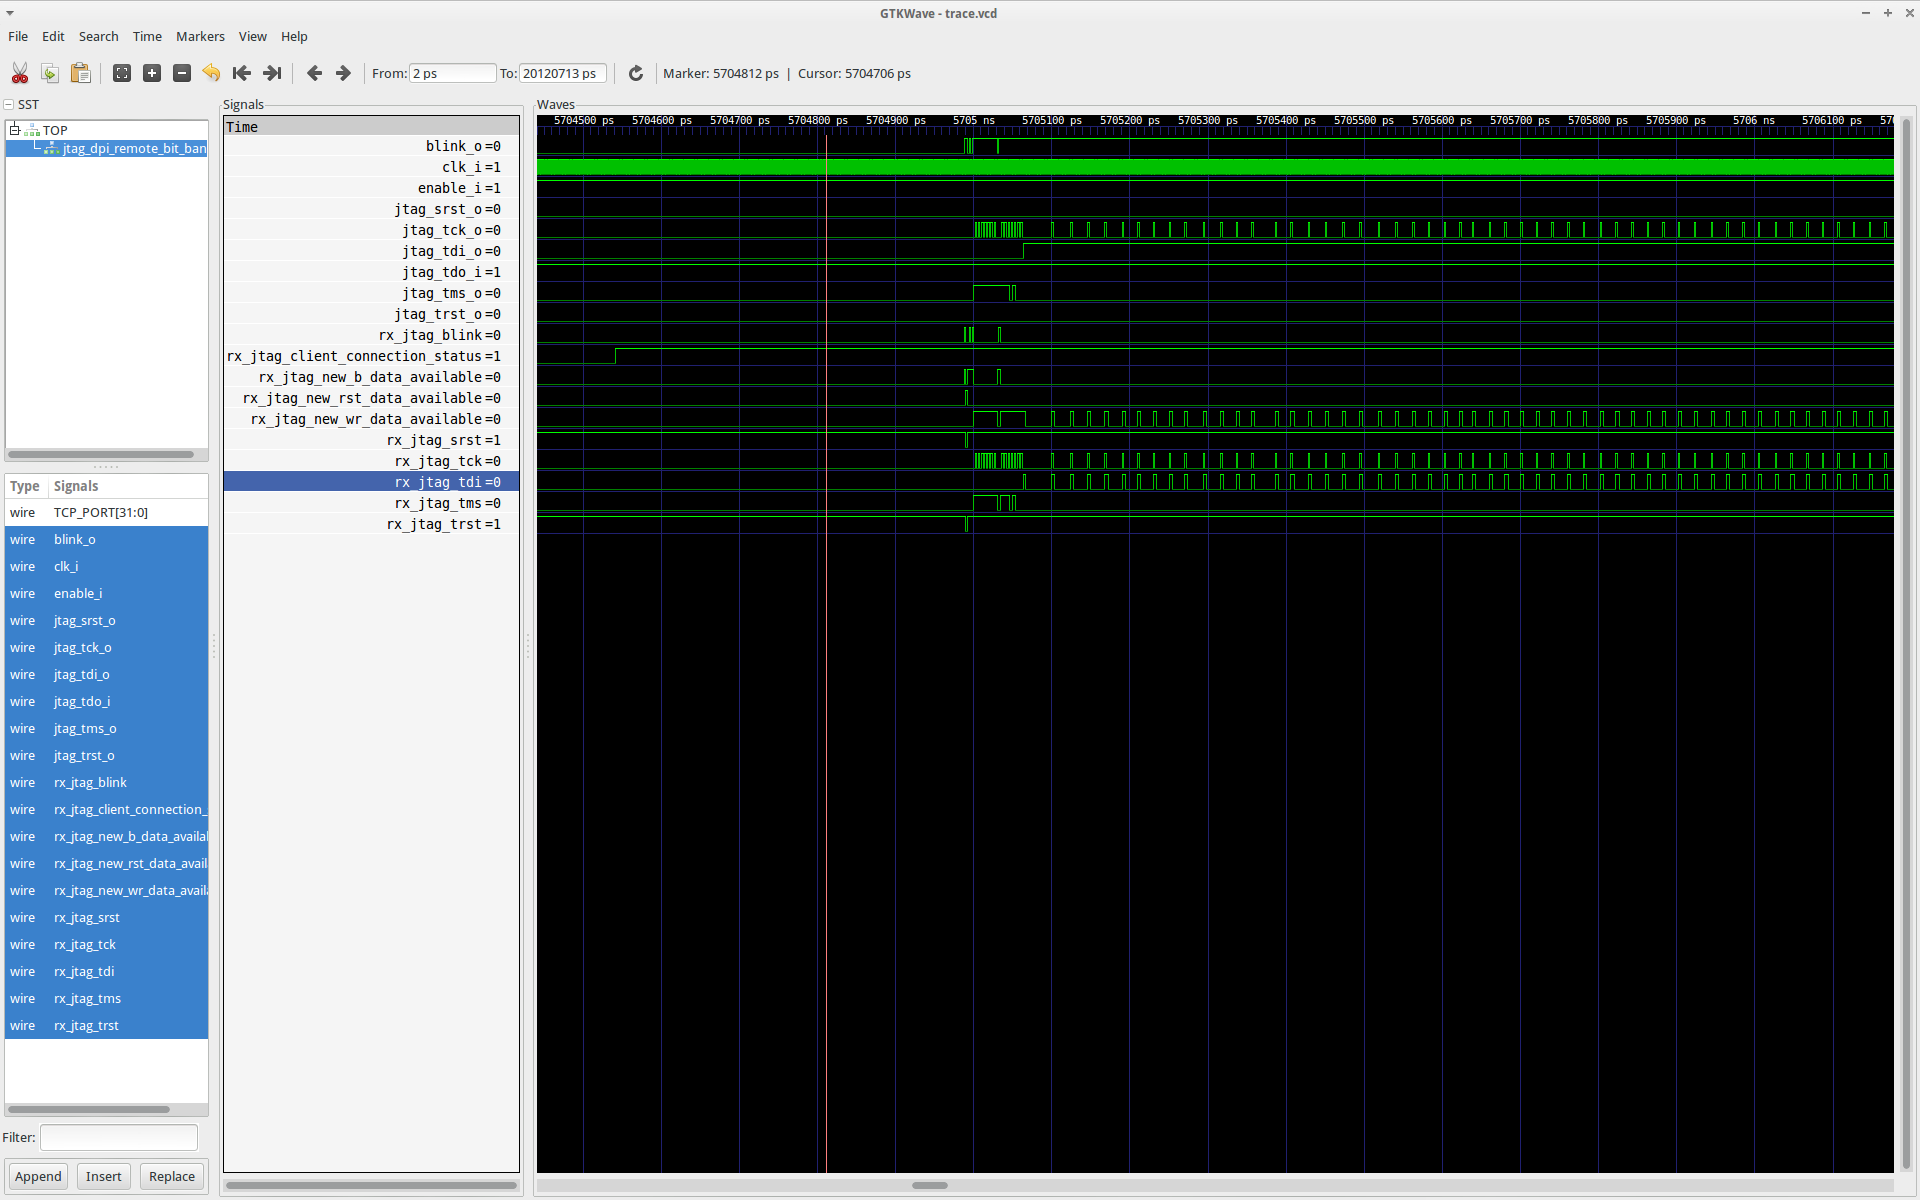 GTKWave - trace.vcd
File Edit Search Time Markers View Help
From: 2 ps To: 20120713 ps Marker: 5704812 ps | Cursor: 5704706 ps
SST
TOP
jtag_dpi_remote_bit_ban
Type Signals
wire TCP_PORT[31:0]
wire blink_o
wire clk_i
wire enable_i
wire jtag_srst_o
wire jtag_tck_o
wire jtag_tdi_o
wire jtag_tdo_i
wire jtag_tms_o
wire jtag_trst_o
wire rx_jtag_blink
wire rx_jtag_client_connection_
wire rx_jtag_new_b_data_availal
wire rx_jtag_new_rst_data_avail
wire rx_jtag_new_wr_data_availa
wire rx_jtag_srst
wire rx_jtag_tck
wire rx_jtag_tdi
wire rx_jtag_tms
wire rx_jtag_trst
Filter:
Append Insert Replace
Signals
Time
blink_o=0
clk_i=1
enable_i=1
jtag_srst_o=0
jtag_tck_o=0
jtag_tdi_o=0
jtag_tdo_i=1
jtag_tms_o=0
jtag_trst_o=0
rx_jtag_blink=0
rx_jtag_client_connection_status=1
rx_jtag_new_b_data_available=0
rx_jtag_new_rst_data_available=0
rx_jtag_new_wr_data_available=0
rx_jtag_srst=1
rx_jtag_tck=0
rx_jtag_tdi=0
rx_jtag_tms=0
rx_jtag_trst=1
Waves
5704500 ps 5704600 ps 5704700 ps 5704800 ps 5704900 ps 5705 ns 5705100 ps 5705200 ps 5705300 ps 5705400 ps 5705500 ps 5705600 ps 5705700 ps 5705800 ps 5705900 ps 5706 ns 5706100 ps 570